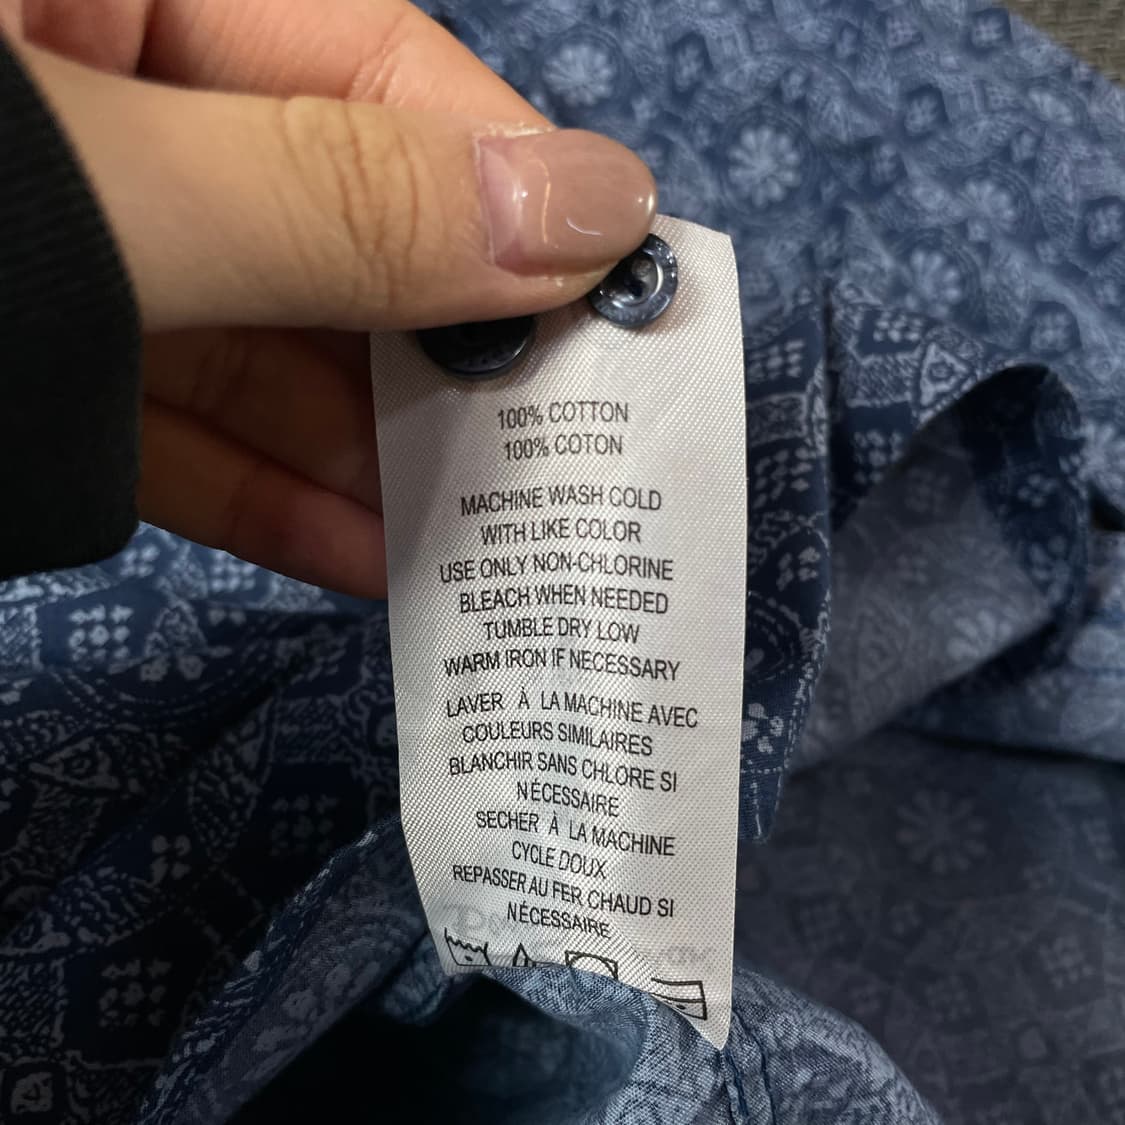 100% COTTON
100% COTON
MACHINE WASH COLD
WITH LIKE COLOR
USE ONLY NON-CHLORINE
BLEACH WHEN NEEDED
TUMBLE DRY LOW
WARM IRON IF NECESSARY
LAVER À LA MACHINE AVEC
COULEURS SIMILAIRES
BLANCHIR SANS CHLORE SI
NÉCESSAIRE
SECHER À LA MACHINE
CYCLE DOUX
REPASSER AU FER CHAUD SI
NÉCESSAIRE